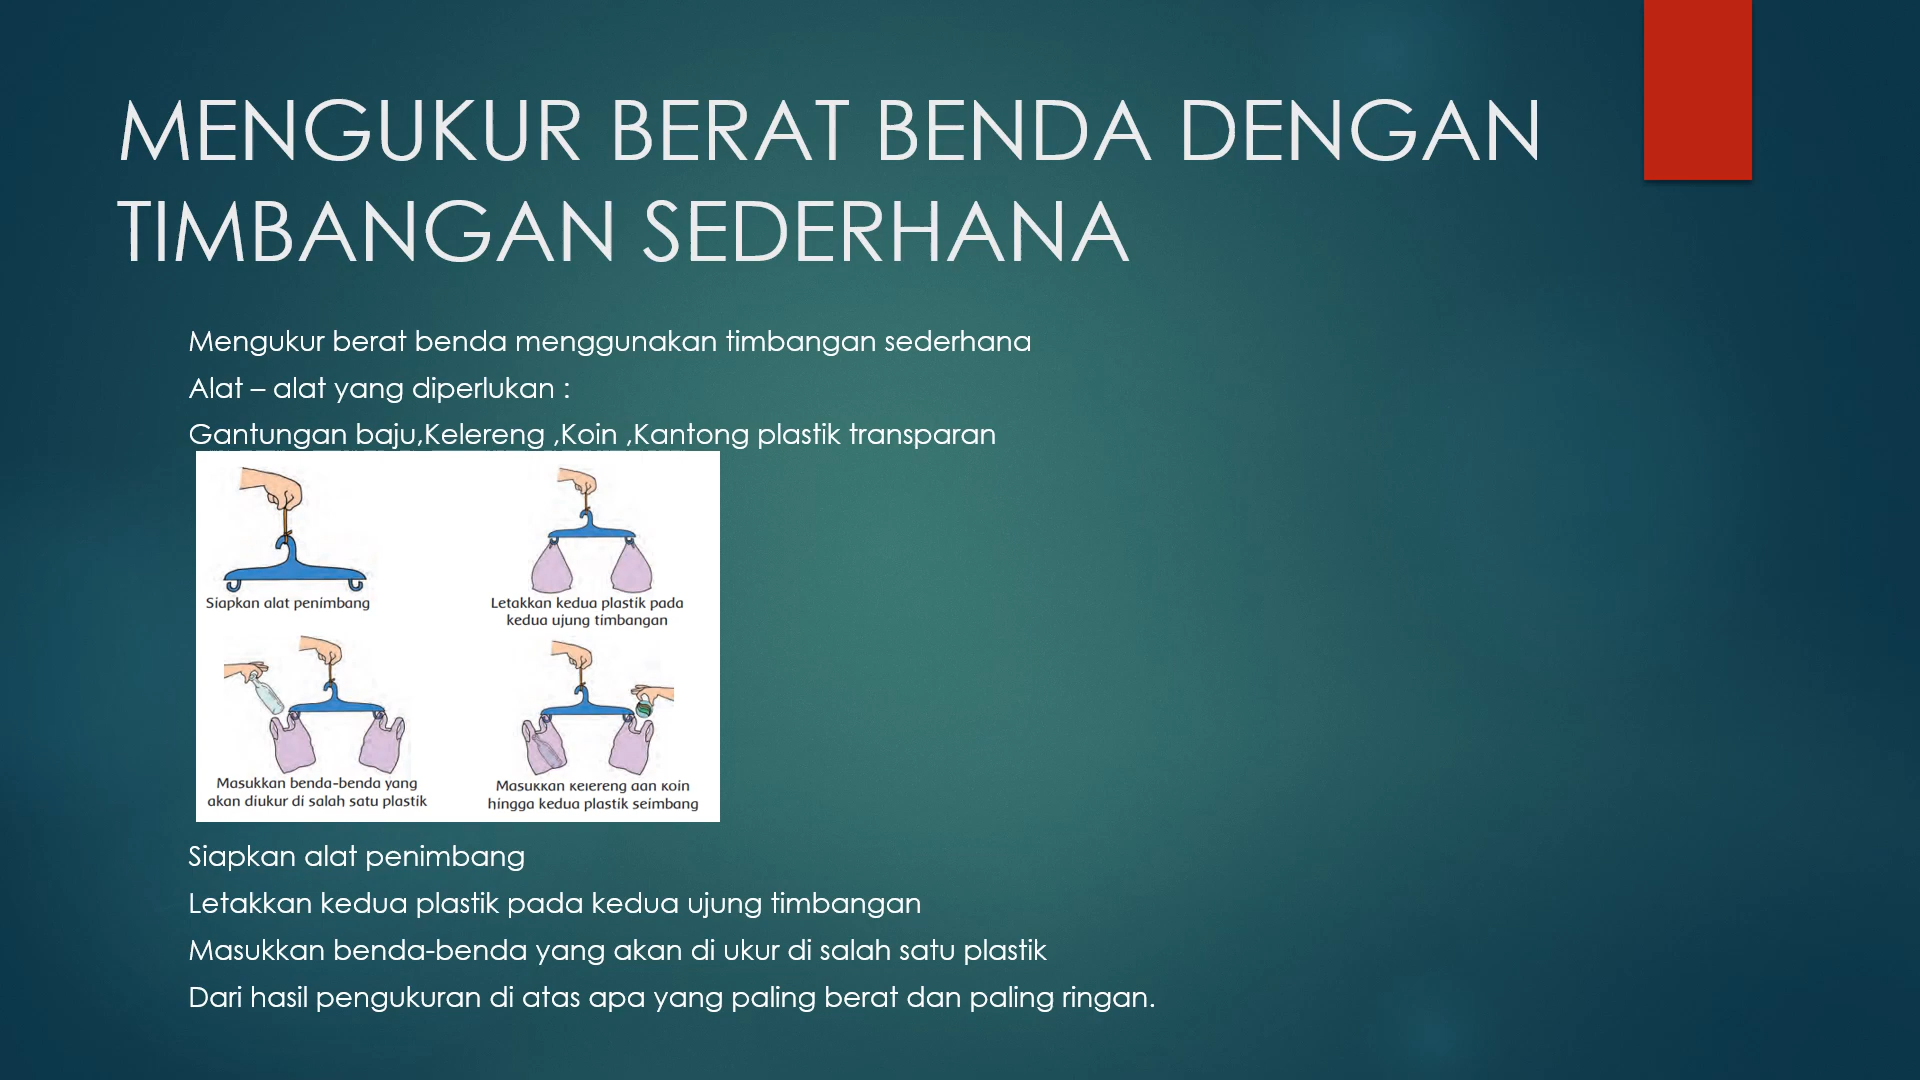 MENGUKUR BERAT BENDA DENGAN
TIMBANGAN SEDERHANA
Mengukur berat benda menggunakan timbangan sederhana
Alat – alat yang diperlukan :
Gantungan baju,Kelereng ,Koin ,Kantong plastik transparan
Siapkan alat penimbang
Letakkan kedua plastik pada
kedua ujung timbangan
Masukkan benda-benda yang
akan diukur di salah satu plastik
Masukkan kelereng dan koin
hingga kedua plastik seimbang
Siapkan alat penimbang
Letakkan kedua plastik pada kedua ujung timbangan
Masukkan benda-benda yang akan di ukur di salah satu plastik
Dari hasil pengukuran di atas apa yang paling berat dan paling ringan.